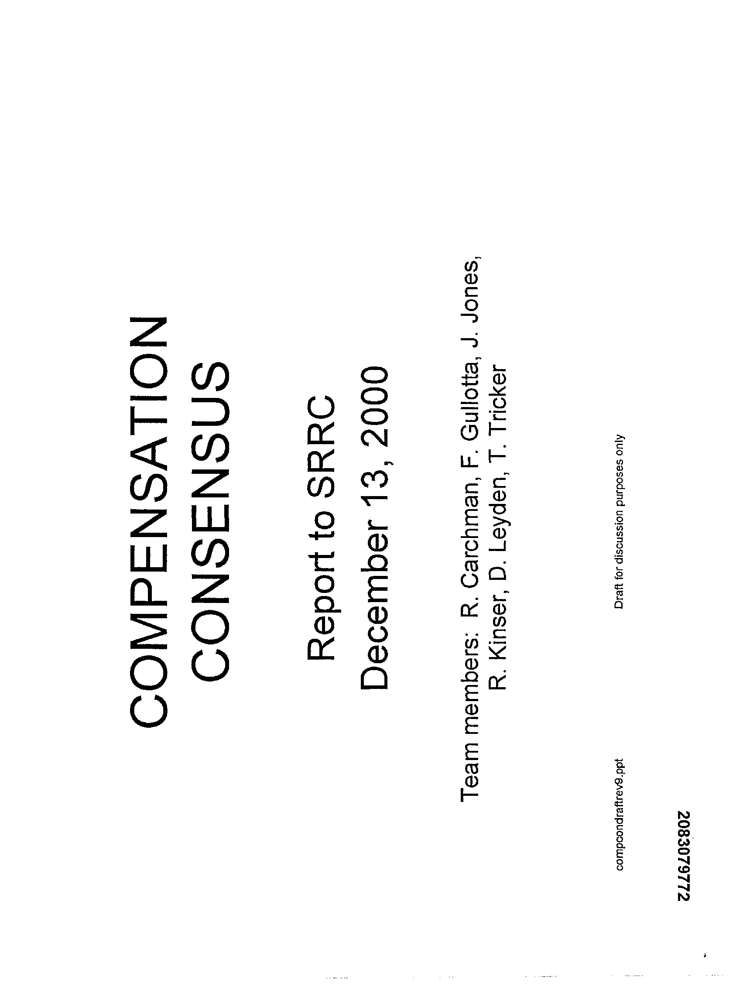 COMPENSATION
CONSENSUS
Report to SRRC
December 13, 2000
Team members: R. Carchman, F. Gullotta, J. Jones,
R. Kinser, D. Leyden, T. Tricker
compcondraftrev9.ppt
Draft for discussion purposes only
2083079772